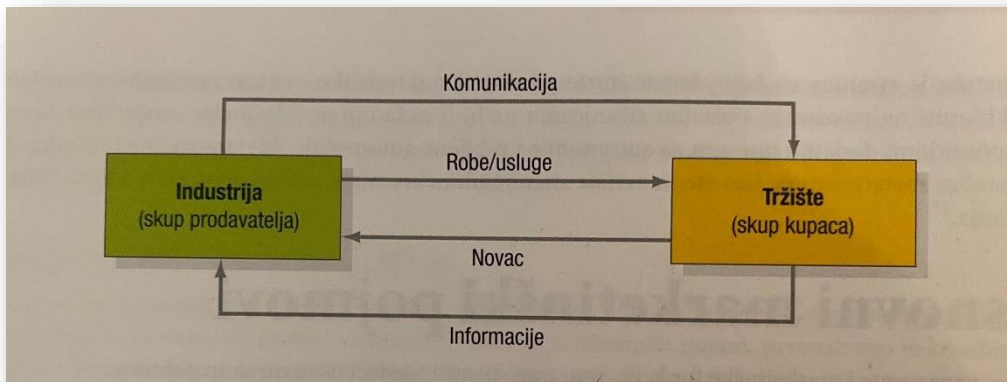 Komunikacija
Robe/usluge
Industrija
(skup prodavatelja)
Tržište
(skup kupaca)
Novac
Informacije